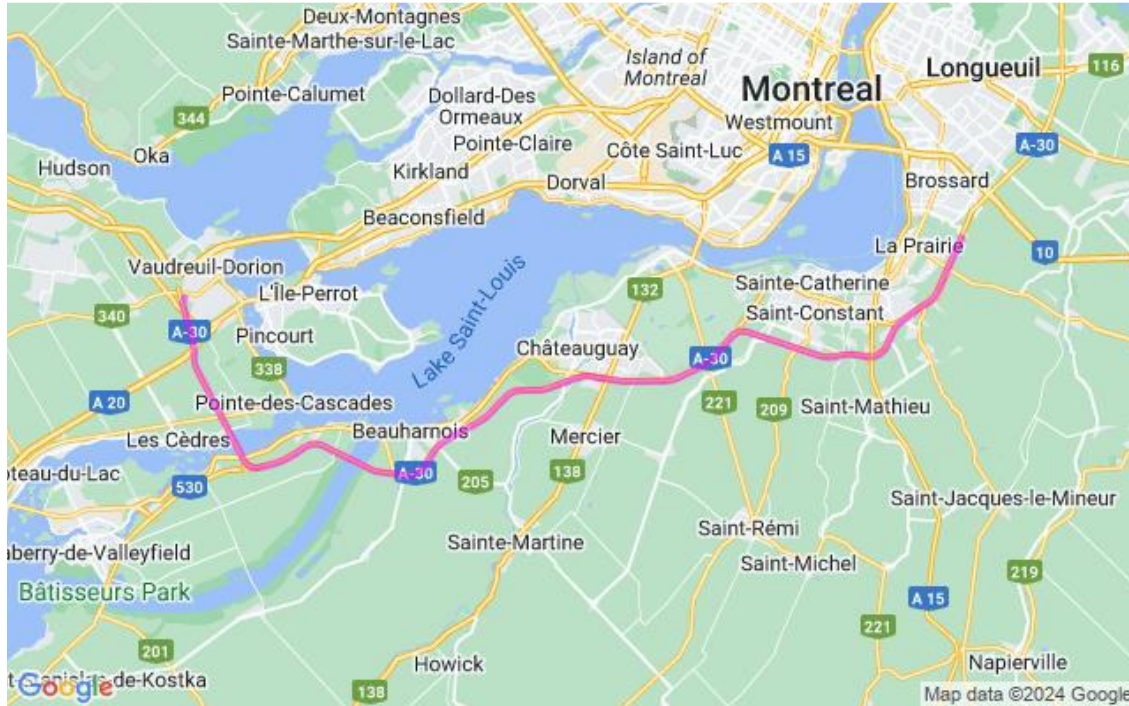 Deux-Montagnes
Sainte-Marthe-sur-le-Lac
Island of
Montreal
Longueuil
116
Pointe-Calumet
Dollard-Des
Ormeaux
Montreal
344
Westmount
Pointe-Claire
Côte Saint-Luc
A 15
A-30
Oka
Hudson
Kirkland
Dorval
Brossard
Beaconsfield
La Prairie
10
Vaudreuil-Dorion
L'Île-Perrot
132
Sainte-Catherine
Saint-Constant
340
A-30
Pincourt
Lake Saint-Louis
Châteauguay
A-30
338
A 20
Pointe-des-Cascades
221
209
Saint-Mathieu
Les Cèdres
Beauharnois
Mercier
oteau-du-Lac
530
A-30
205
138
Saint-Jacques-le-Mineur
Saint-Rémi
aberry-de-Valleyfield
Sainte-Martine
Saint-Michel
219
Bâtisseurs Park
A 15
221
201
Howick
Napierville
de-Kostka
138
Google
Map data ©2024 Google